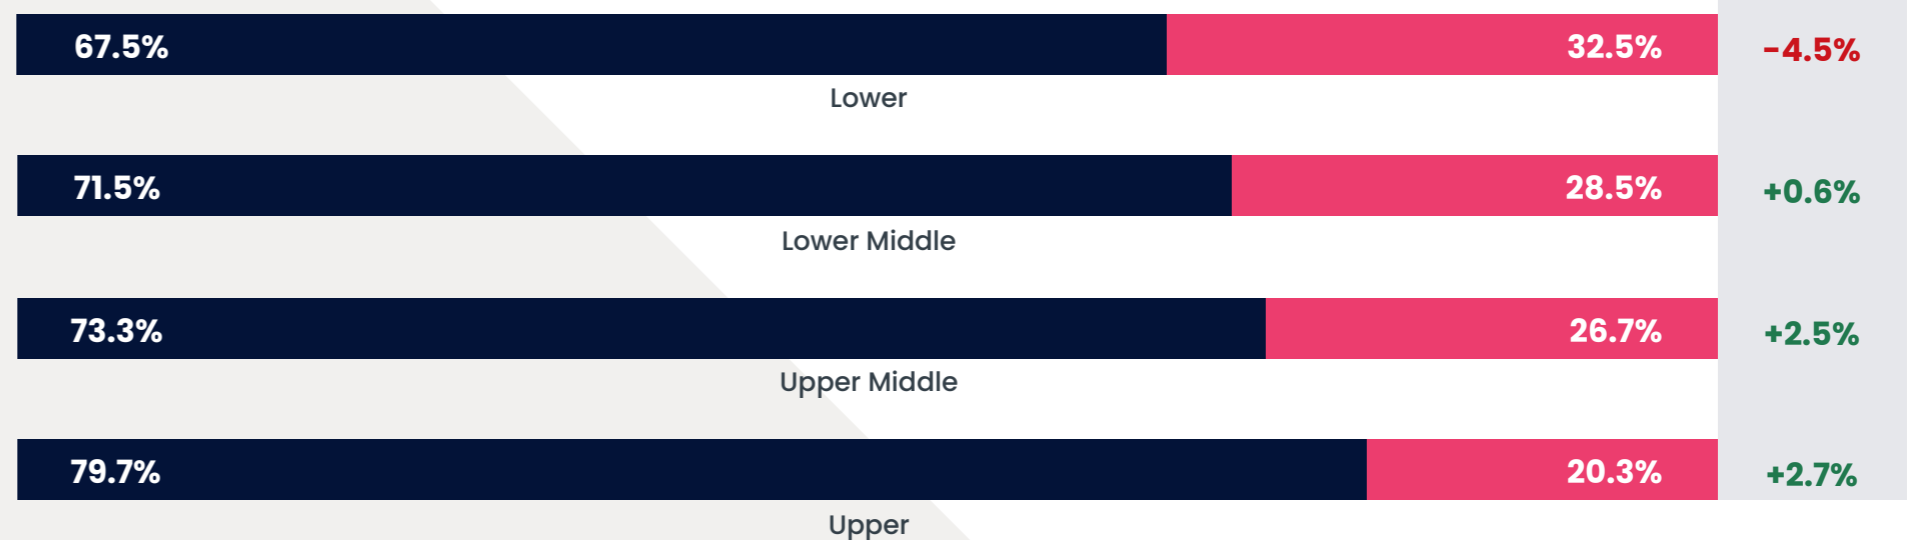 67.5% 32.5% -4.5%
Lower
71.5% 28.5% +0.6%
Lower Middle
73.3% 26.7% +2.5%
Upper Middle
79.7% 20.3% +2.7%
Upper